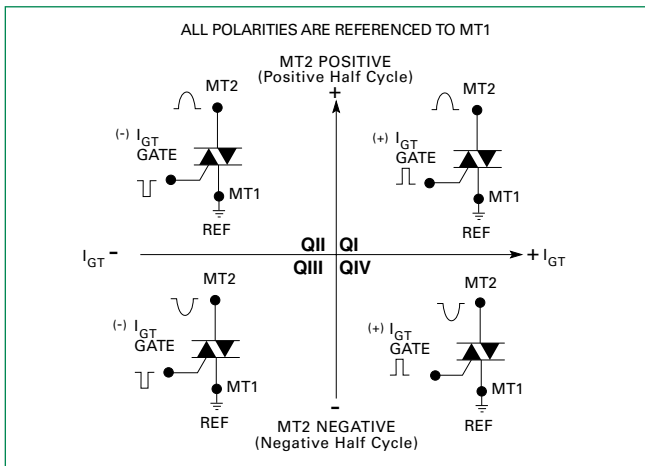 ALL POLARITIES ARE REFERENCED TO MT1
MT2 POSITIVE
(Positive Half Cycle)
+
MT2
(-) IGT
GATE
MT1
REF
MT2
(+) IGT
GATE
MT1
REF
IGT -
QII QI
QIII QIV
+ IGT
MT2
(-) IGT
GATE
MT1
REF
MT2
(+) IGT
GATE
MT1
REF
-
MT2 NEGATIVE
(Negative Half Cycle)